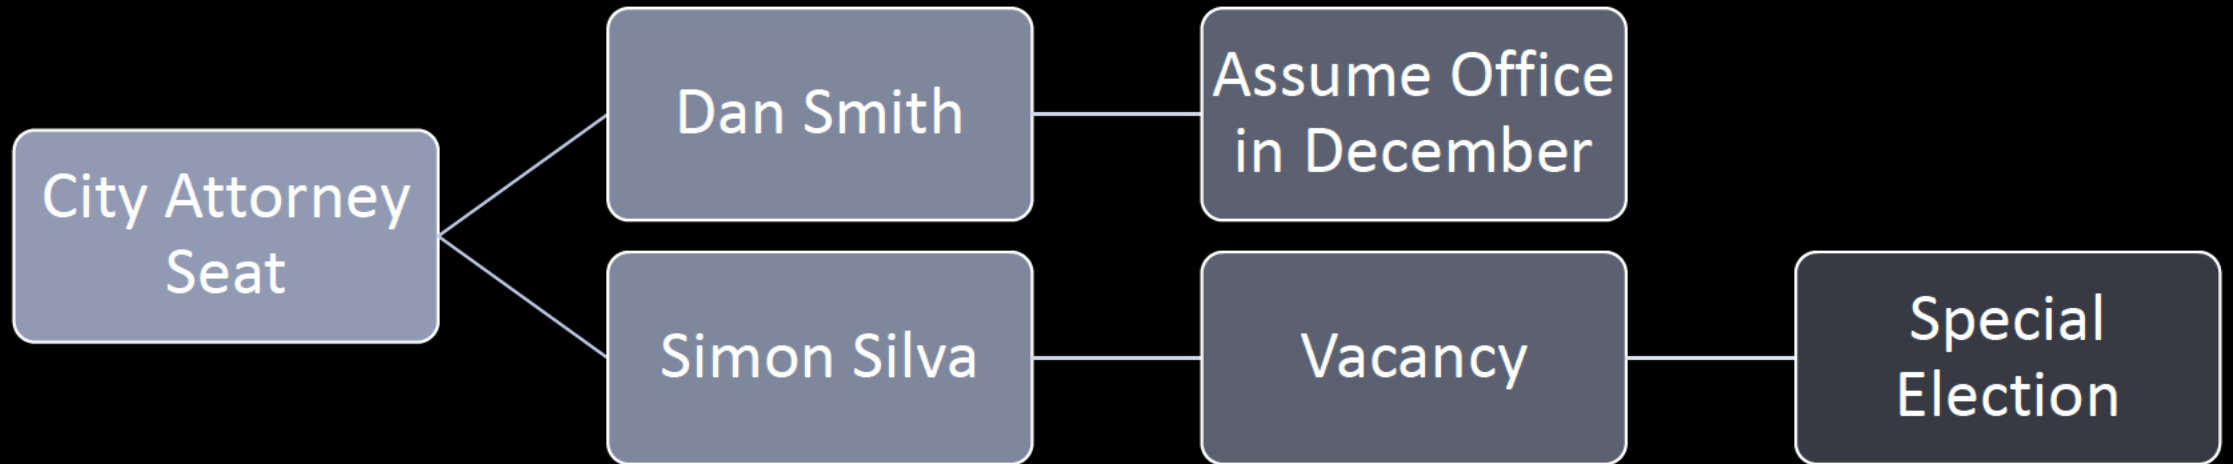 City Attorney
Seat
Dan Smith
Assume Office
in December
Simon Silva
Vacancy
Special
Election